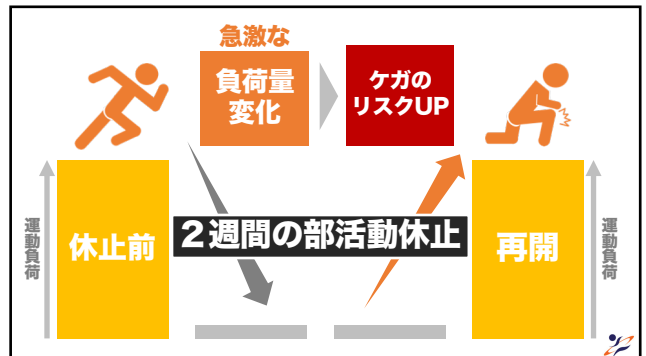 急激な
負荷量
変化
ケガの
リスクUP
運動負荷
休止前
２週間の部活動休止
再開
運動負荷